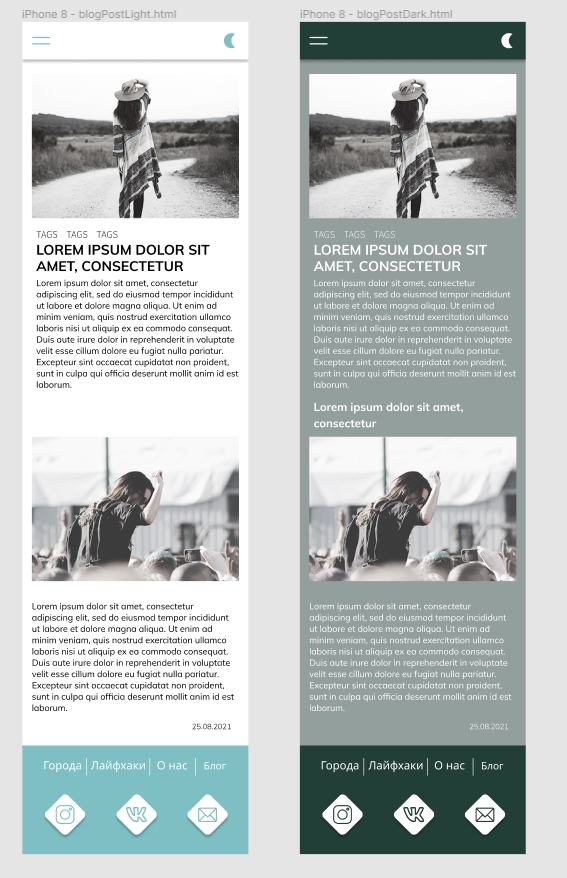 iPhone 8 - blogPostLight.html
TAGS TAGS TAGS
LOREM IPSUM DOLOR SIT
AMET, CONSECTETUR
Lorem ipsum dolor sit amet, consectetur
adipiscing elit, sed do eiusmod tempor incididunt
ut labore et dolore magna aliqua. Ut enim ad
minim veniam, quis nostrud exercitation ullamco
laboris nisi ut aliquip ex ea commodo consequat.
Duis aute irure dolor in reprehenderit in voluptate
velit esse cillum dolore eu fugiat nulla pariatur.
Excepteur sint occaecat cupidatat non proident,
sunt in culpa qui officia deserunt mollit anim id est
laborum.
Lorem ipsum dolor sit amet, consectetur
adipiscing elit, sed do eiusmod tempor incididunt
ut labore et dolore magna aliqua. Ut enim ad
minim veniam, quis nostrud exercitation ullamco
laboris nisi ut aliquip ex ea commodo consequat.
Duis aute irure dolor in reprehenderit in voluptate
velit esse cillum dolore eu fugiat nulla pariatur.
Excepteur sint occaecat cupidatat non proident,
sunt in culpa qui officia deserunt mollit anim id est
laborum.
25.08.2021
Города Лайфхаки О нас Блог
iPhone 8 - blogPostDark.html
TAGS TAGS TAGS
LOREM IPSUM DOLOR SIT
AMET, CONSECTETUR
Lorem ipsum dolor sit amet, consectetur
adipiscing elit, sed do eiusmod tempor incididunt
ut labore et dolore magna aliqua. Ut enim ad
minim veniam, quis nostrud exercitation ullamco
laboris nisi ut aliquip ex ea commodo consequat.
Duis aute irure dolor in reprehenderit in voluptate
velit esse cillum dolore eu fugiat nulla pariatur.
Excepteur sint occaecat cupidatat non proident,
sunt in culpa qui officia deserunt mollit anim id est
laborum.
Lorem ipsum dolor sit amet,
consectetur
Lorem ipsum dolor sit amet, consectetur
adipiscing elit, sed do eiusmod tempor incididunt
ut labore et dolore magna aliqua. Ut enim ad
minim veniam, quis nostrud exercitation ullamco
laboris nisi ut aliquip ex ea commodo consequat.
Duis aute irure dolor in reprehenderit in voluptate
velit esse cillum dolore eu fugiat nulla pariatur.
Excepteur sint occaecat cupidatat non proident,
sunt in culpa qui officia deserunt mollit anim id est
laborum.
25.08.2021
Города Лайфхаки О нас Блог